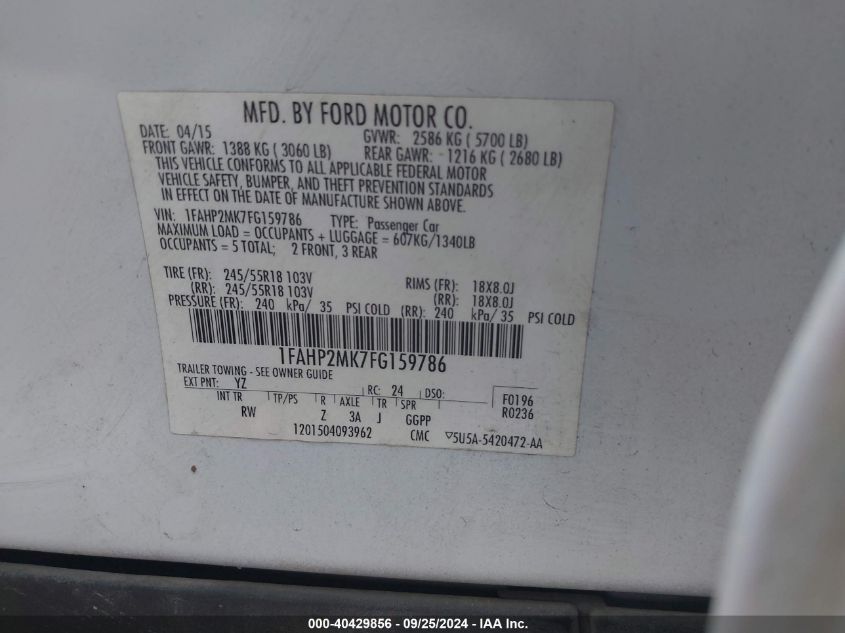 MFD. BY FORD MOTOR CO.
DATE: 04/15 GVWR: 2586 KG ( 5700 LB)
FRONT GAWR: 1388 KG ( 3060 LB) REAR GAWR: 1216 KG ( 2680 LB)
THIS VEHICLE CONFORMS TO ALL APPLICABLE FEDERAL MOTOR
VEHICLE SAFETY, BUMPER, AND THEFT PREVENTION STANDARDS
IN EFFECT ON THE DATE OF MANUFACTURE SHOWN ABOVE.
VIN: 1FAHP2MK7FG159786 TYPE: Passenger Car
MAXIMUM LOAD = OCCUPANTS + LUGGAGE = 607KG/1340LB
OCCUPANTS = 5 TOTAL; 2 FRONT, 3 REAR
TIRE (FR): 245/55R18 103V RIMS (FR): 18X8.0J
(RR): 245/55R18 103V (RR): 18X8.0J
PRESSURE (FR): 240 kPa/ 35 PSI COLD (RR): 240 kPa/ 35 PSI COLD
1FAHP2MK7FG159786
TRAILER TOWING - SEE OWNER GUIDE
EXT PNT: YZ RC: 24 DSO: F0196
INT TR TP/PS R AXLE TR SPR R0236
RW Z 3A J GGPP
1201504093962 CMC ▽5U5A-5420472-AA
000-40429856 | 09/25/2024 | © IAA Holdings, LLC and Affiliates, Inc.